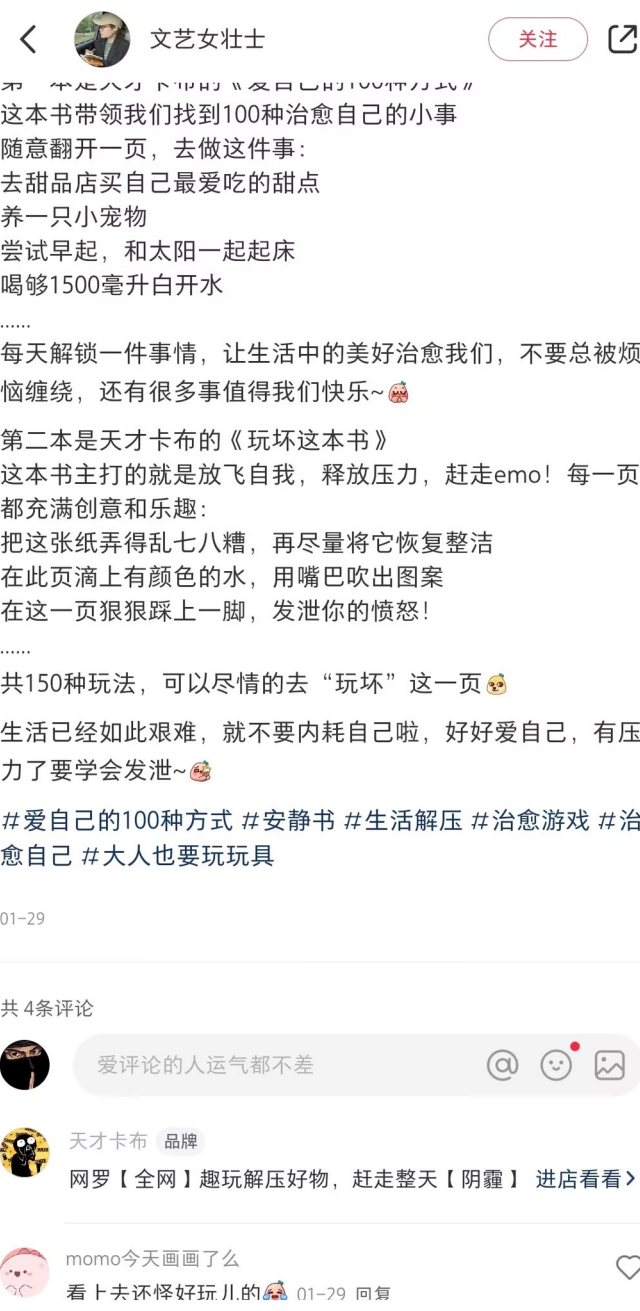 文艺女壮士
关注
第一本是天才卡布的《爱自己的100种方式》
这本书带领我们找到100种治愈自己的小事
随意翻开一页，去做这件事：
去甜品店买自己最爱吃的甜点
养一只小宠物
尝试早起，和太阳一起起床
喝够1500毫升白开水
......
每天解锁一件事情，让生活中的美好治愈我们，不要总被烦
恼缠绕，还有很多事值得我们快乐~
第二本是天才卡布的《玩坏这本书》
这本书主打的就是放飞自我，释放压力，赶走emo！每一页
都充满创意和乐趣：
把这张纸弄得乱七八糟，再尽量将它恢复整洁
在此页滴上有颜色的水，用嘴巴吹出图案
在这一页狠狠踩上一脚，发泄你的愤怒！
......
共150种玩法，可以尽情的去“玩坏”这一页
生活已经如此艰难，就不要内耗自己啦，好好爱自己，有压
力了要学会发泄~
#爱自己的100种方式 #安静书 #生活解压 #治愈游戏 #治
愈自己 #大人也要玩玩具
01-29
共 4条评论
爱评论的人运气都不差
天才卡布 品牌
网罗【全网】趣玩解压好物，赶走整天【阴霾】 进店看看>
momo今天画画了么
看上去还怪好玩儿的 01-29 回复